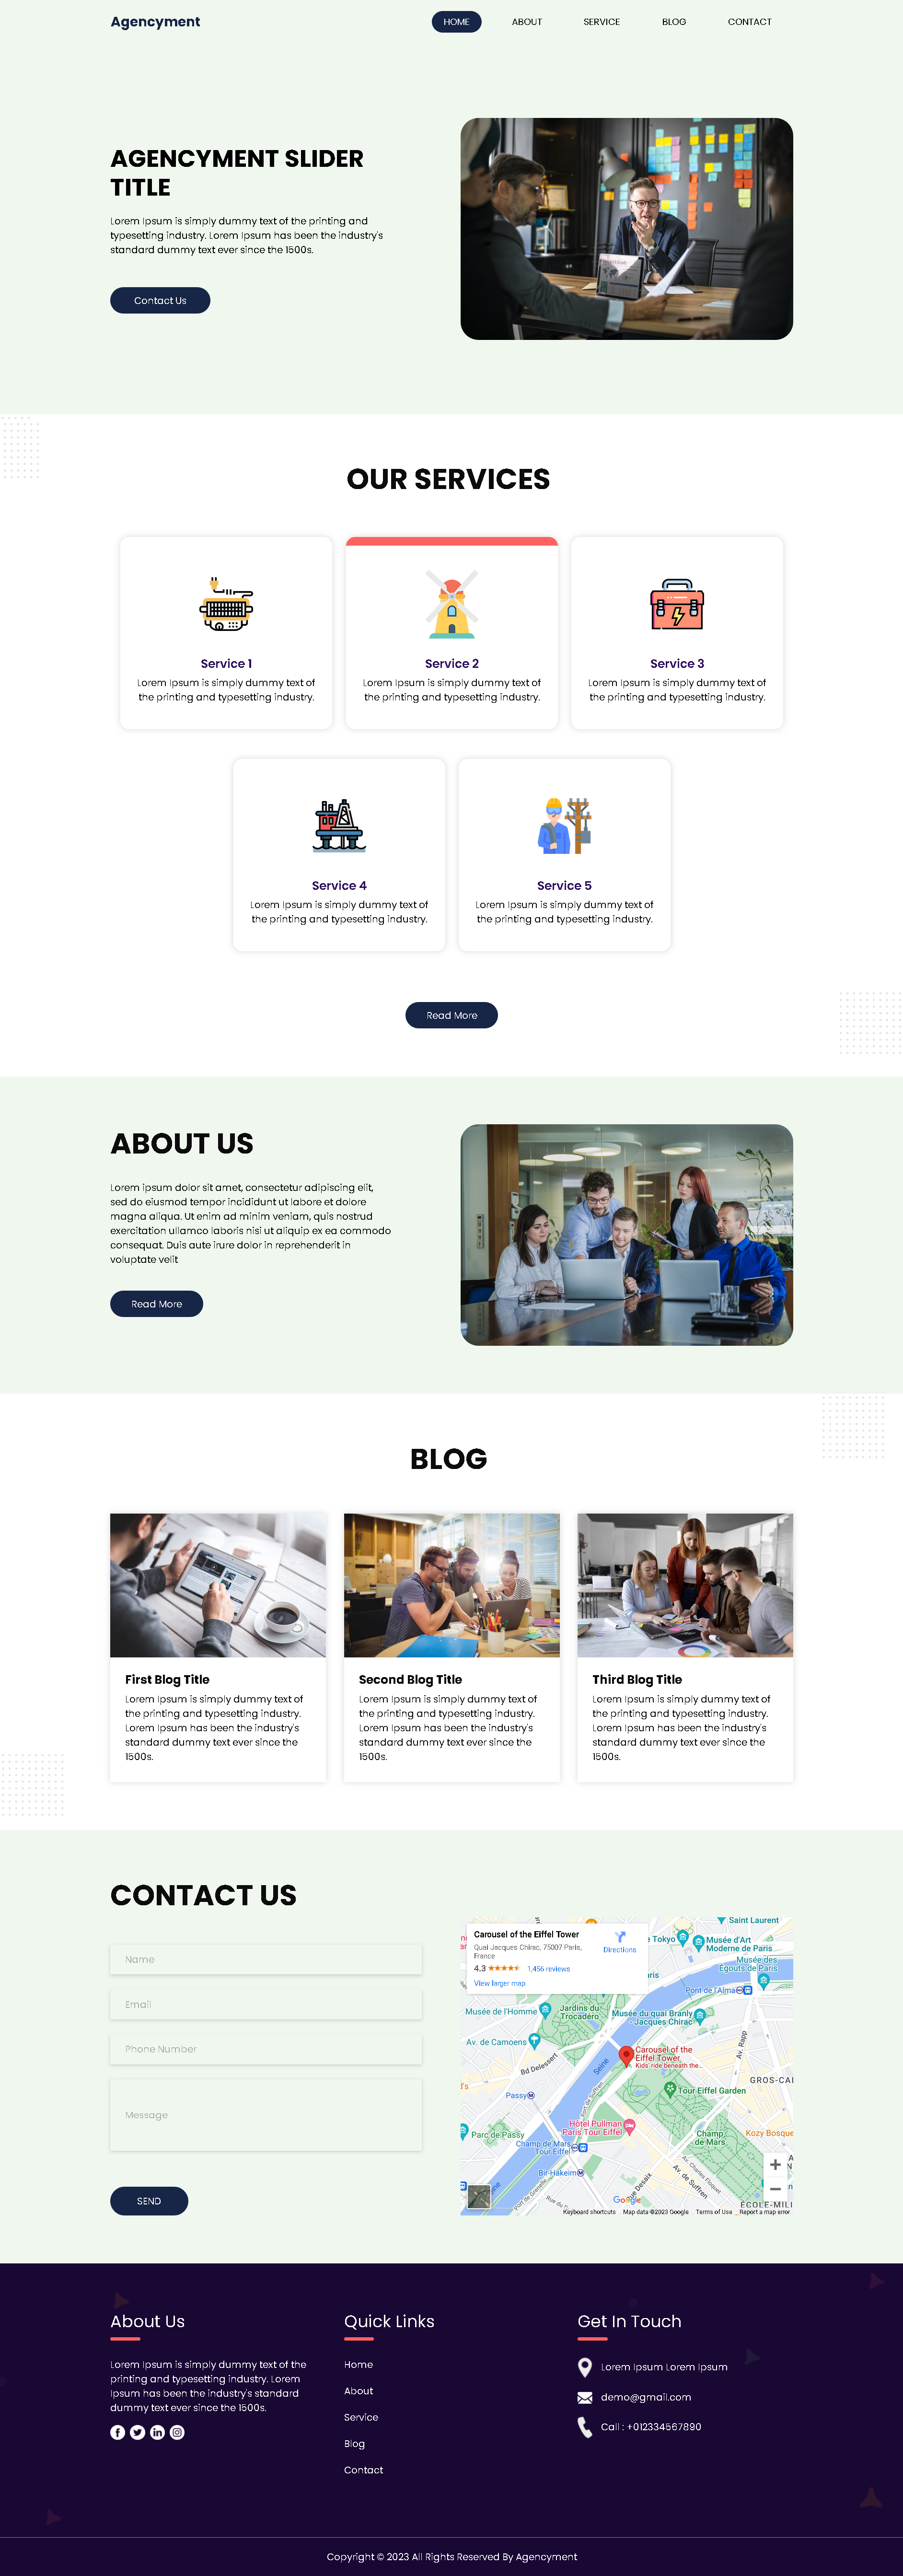 Agencyment
HOME
ABOUT
SERVICE
BLOG
CONTACT
AGENCYMENT SLIDER
TITLE
Lorem Ipsum is simply dummy text of the printing and
typesetting industry. Lorem Ipsum has been the industry's
standard dummy text ever since the 1500s.
Contact Us
OUR SERVICES
Service 1
Lorem Ipsum is simply dummy text of
the printing and typesetting industry.
Service 2
Lorem Ipsum is simply dummy text of
the printing and typesetting industry.
Service 3
Lorem Ipsum is simply dummy text of
the printing and typesetting industry.
Service 4
Lorem Ipsum is simply dummy text of
the printing and typesetting industry.
Service 5
Lorem Ipsum is simply dummy text of
the printing and typesetting industry.
Read More
ABOUT US
Lorem ipsum dolor sit amet, consectetur adipiscing elit,
sed do eiusmod tempor incididunt ut labore et dolore
magna aliqua. Ut enim ad minim veniam, quis nostrud
exercitation ullamco laboris nisi ut aliquip ex ea commodo
consequat. Duis aute irure dolor in reprehenderit in
voluptate velit
Read More
BLOG
First Blog Title
Lorem Ipsum is simply dummy text of
the printing and typesetting industry.
Lorem Ipsum has been the industry's
standard dummy text ever since the
1500s.
Second Blog Title
Lorem Ipsum is simply dummy text of
the printing and typesetting industry.
Lorem Ipsum has been the industry's
standard dummy text ever since the
1500s.
Third Blog Title
Lorem Ipsum is simply dummy text of
the printing and typesetting industry.
Lorem Ipsum has been the industry's
standard dummy text ever since the
1500s.
CONTACT US
Name
Email
Phone Number
Message
SEND
Carousel of the Eiffel Tower
Quai Jacques Chirac, 75007 Paris,
France
4.3
1,456 reviews
View larger map
Directions
Saint Laurent
Tokyo
Musée d'Art
Moderne de Paris
Musée des
Égouts de Paris
Pont de l'Alma
Musée de l'Homme
Jardins du
Trocadéro
Musée du quai Branly
- Jacques Chirac
Av. de Camoens
Av. Rapp
Bd Delessert
Seine
Carousel of the
Eiffel Tower
Kids' ride beneath the...
GROS-CAI
Tour Eiffel Garden
Passy
Port de Suffren
Av. de Suffren
Hôtel Pullman
Paris Tour Eiffel
Parc de Passy
Champ
de Mars
Kozy Bosque
Champ de Mars
Tour Eiffel
Bir-Hakeim
Av. Charles Floquet
Port de Grenelle
ÉCOLE-MILI
Google
Keyboard shortcuts
Map data ©2023 Google
Terms of Use
Report a map error
About Us
Lorem Ipsum is simply dummy text of the
printing and typesetting industry. Lorem
Ipsum has been the industry's standard
dummy text ever since the 1500s.
Quick Links
Home
About
Service
Blog
Contact
Get In Touch
Lorem Ipsum Lorem Ipsum
demo@gmail.com
Call : +012334567890
Copyright © 2023 All Rights Reserved By Agencyment